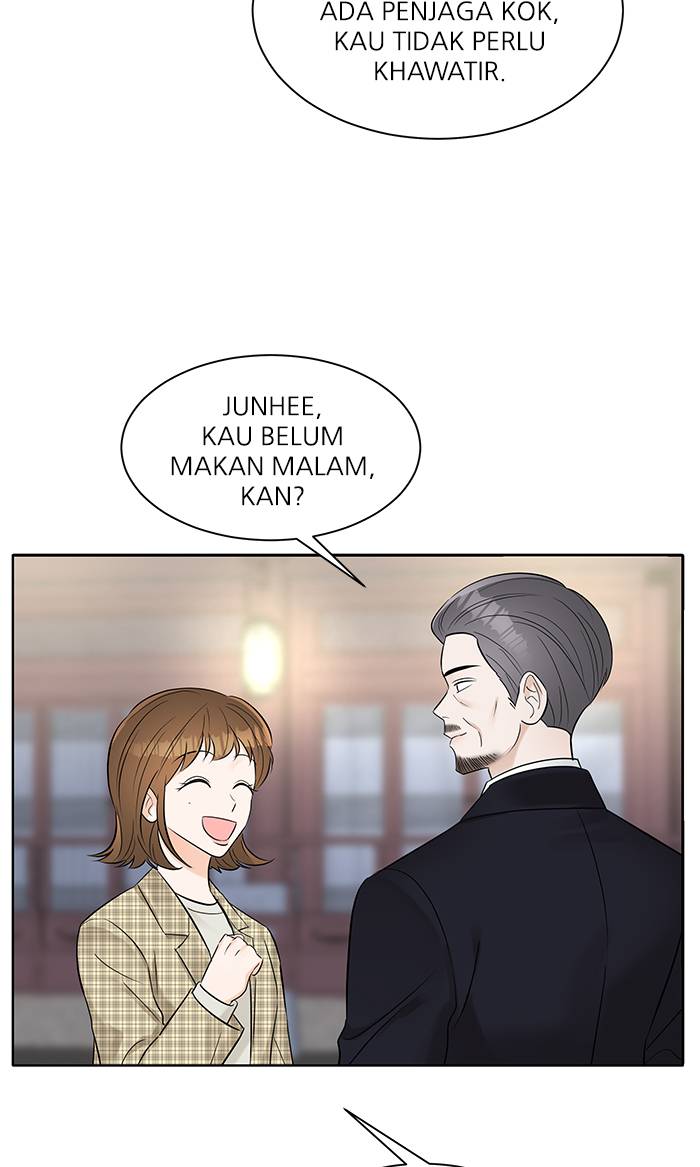 ADA PENJAGA KOK,
KAU TIDAK PERLU
KHAWATIR.
JUNHEE,
KAU BELUM
MAKAN MALAM,
KAN?